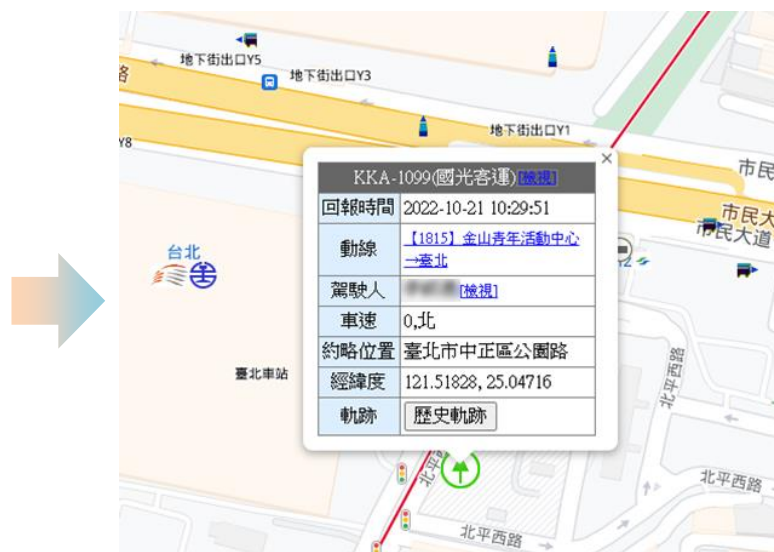 地下街出口Y5
路
地下街出口Y3
地下街出口Y1
Y8
市民
市民大
市民大道
台北
Y2
臺北車站
KKA-1099(國光客運)[檢視]
回報時間 2022-10-21 10:29:51
動線 【1815】金山青年活動中心
→臺北
駕駛人 [檢視]
車速 0,北
約略位置 臺北市中正區公園路
經緯度 121.51828, 25.04716
軌跡 歷史軌跡
北平西路
北平西路
北平西路